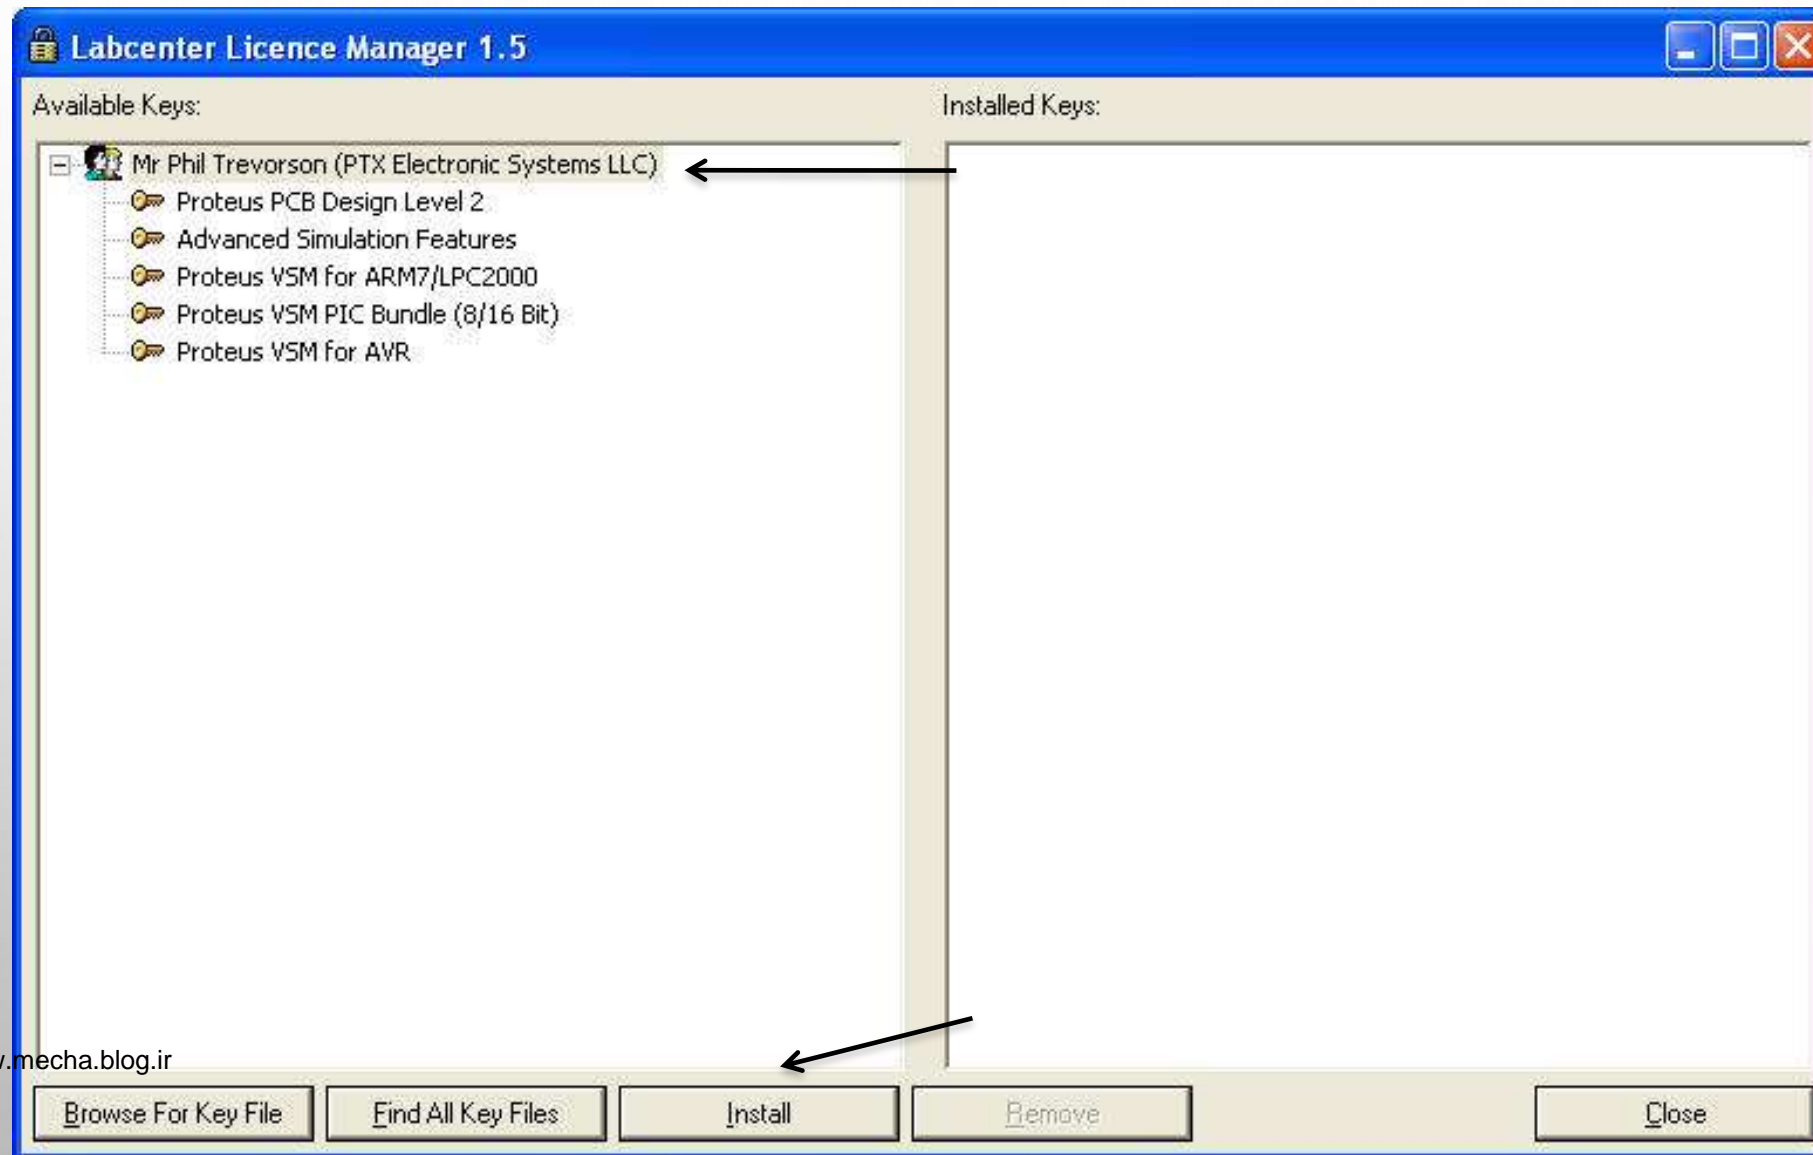 Labcenter Licence Manager 1.5
Available Keys:
Installed Keys:
Mr Phil Trevorson (PTX Electronic Systems LLC)
Proteus PCB Design Level 2
Advanced Simulation Features
Proteus VSM for ARM7/LPC2000
Proteus VSM PIC Bundle (8/16 Bit)
Proteus VSM for AVR
.mecha.blog.ir
Browse For Key File
Find All Key Files
Install
Remove
Close